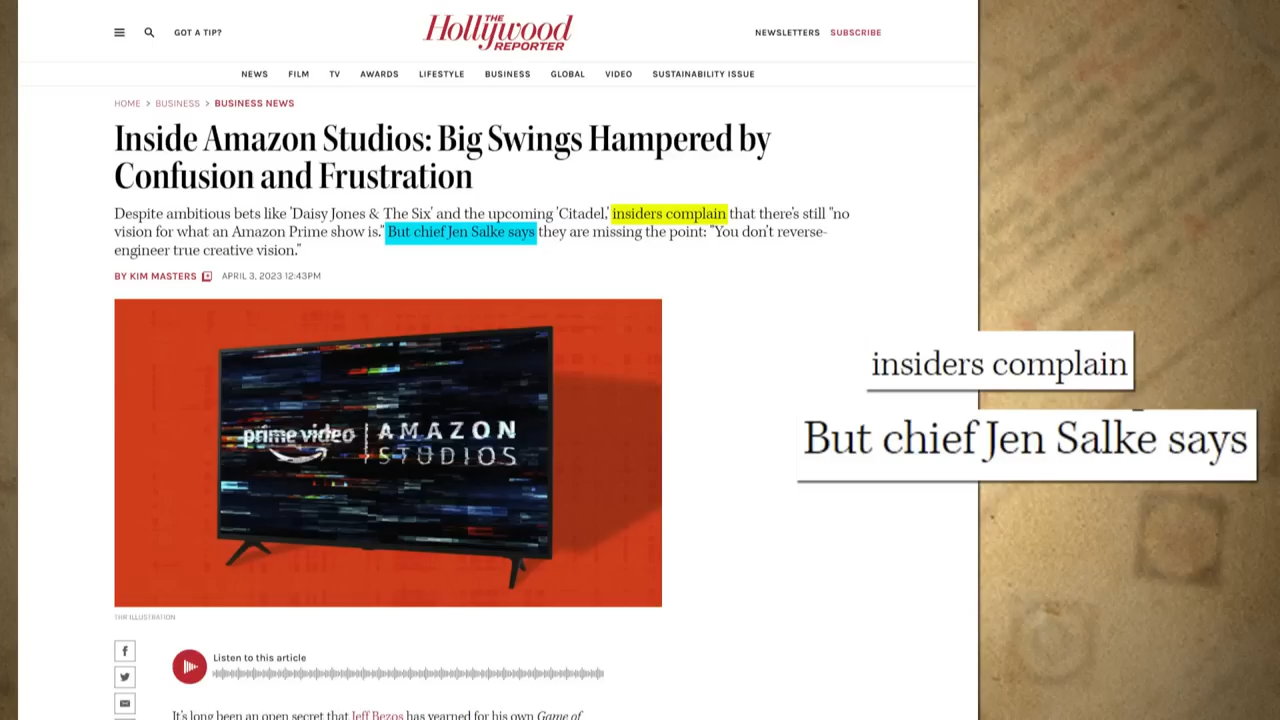 GOT A TIP?
THE
Hollywood
REPORTER
NEWSLETTERS SUBSCRIBE
NEWS FILM TV AWARDS LIFESTYLE BUSINESS GLOBAL VIDEO SUSTAINABILITY ISSUE
HOME > BUSINESS > BUSINESS NEWS
Inside Amazon Studios: Big Swings Hampered by
Confusion and Frustration
Despite ambitious bets like 'Daisy Jones & The Six' and the upcoming 'Citadel,' insiders complain that there's still "no
vision for what an Amazon Prime show is." But chief Jen Salke says they are missing the point: "You don't reverse-
engineer true creative vision."
BY KIM MASTERS APRIL 3, 2023 12:43PM
prime video | AMAZON
STUDIOS
insiders complain
But chief Jen Salke says
THR ILLUSTRATION
Listen to this article
It's long been an open secret that Jeff Bezos has yearned for his own Game of